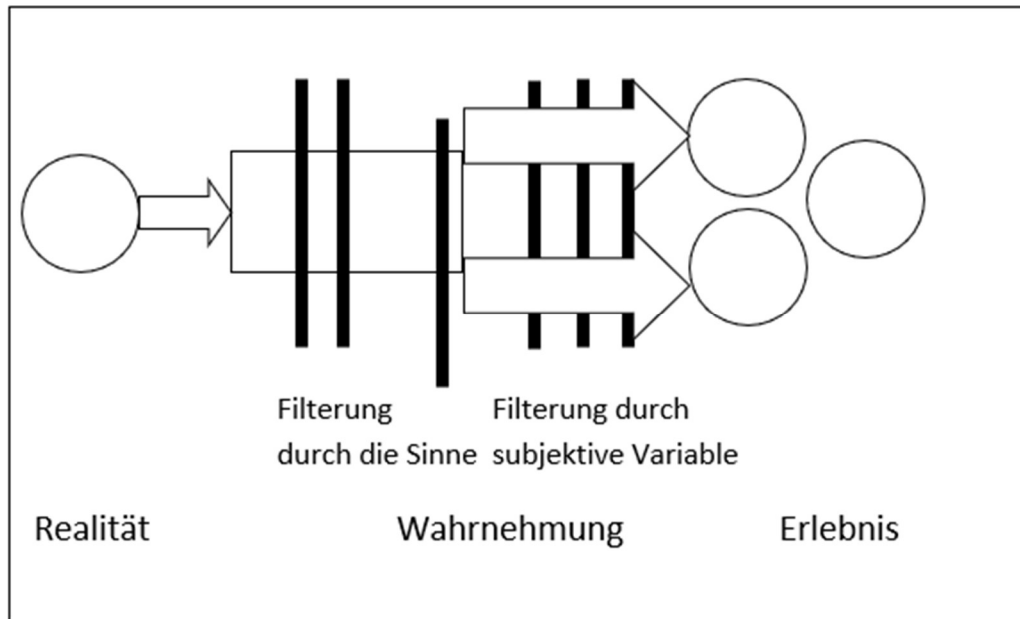 Filterung
durch die Sinne
Filterung durch
subjektive Variable
Realität
Wahrnehmung
Erlebnis